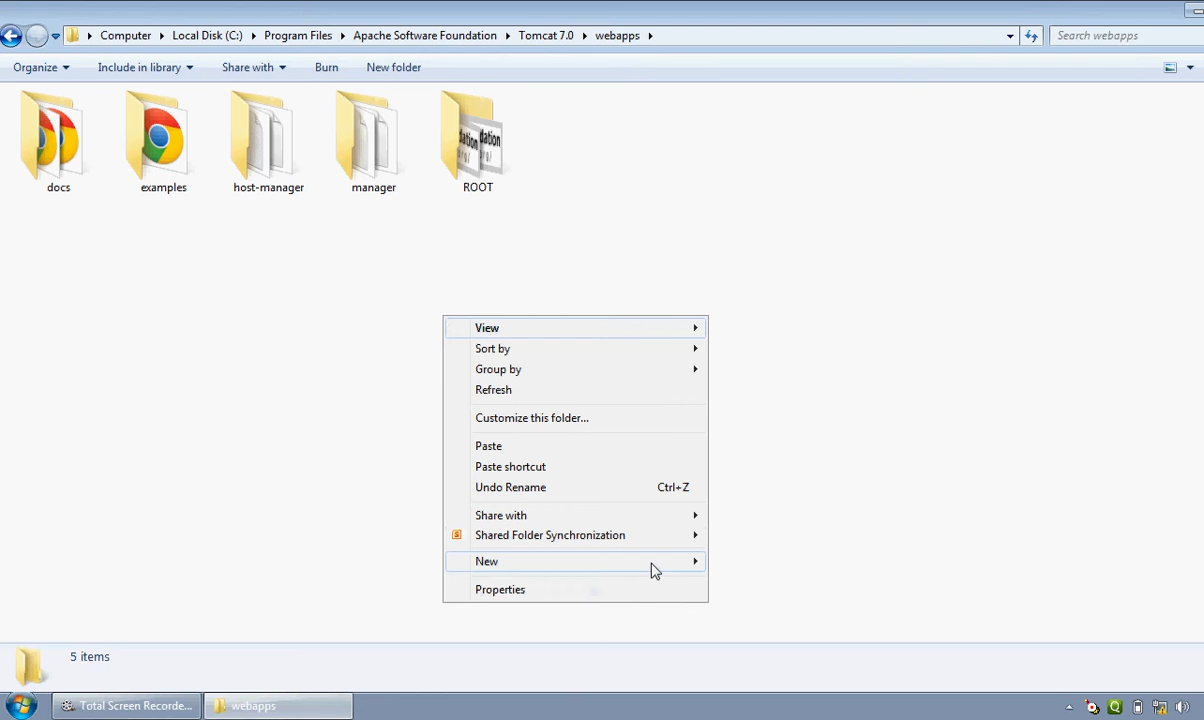 Computer Local Disk (C:) Program Files Apache Software Foundation Tomcat 7.0 webapps Search webapps
Organize Include in library Share with Burn New folder
dation
dation
docs examples host-manager manager ROOT
View
Sort by
Group by
Refresh
Customize this folder...
Paste
Paste shortcut
Undo Rename Ctrl+Z
Share with
S Shared Folder Synchronization
New
Properties
5 items
Total Screen Recorde... webapps